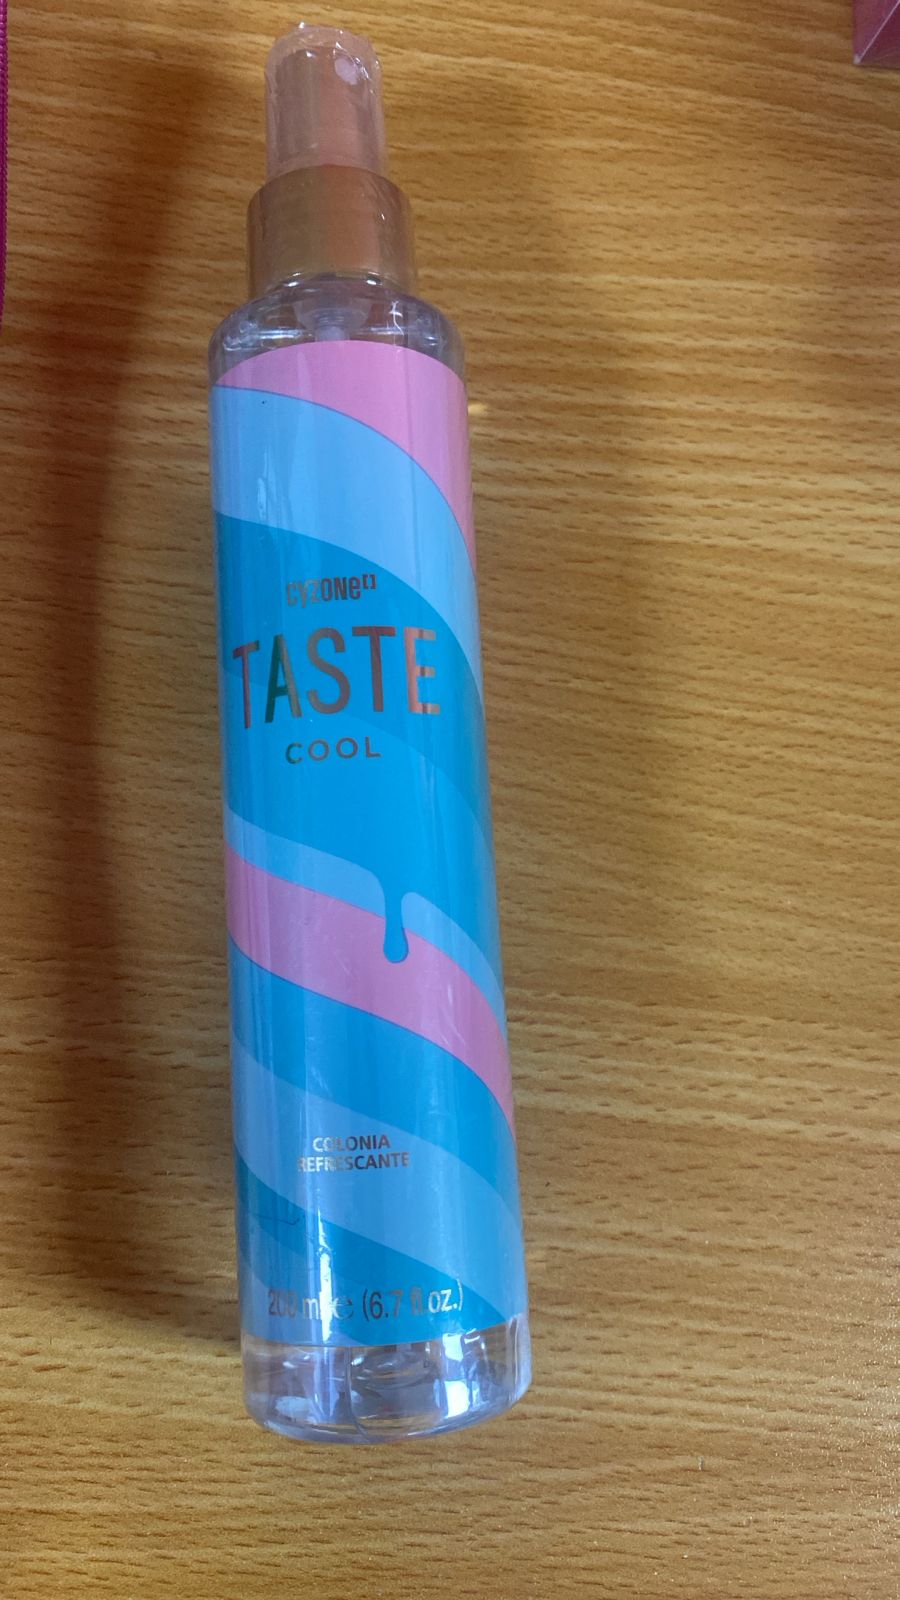 cyzone[]
TASTE
COOL
COLONIA
REFRESCANTE
200 ml e (6.7 fl.oz.)